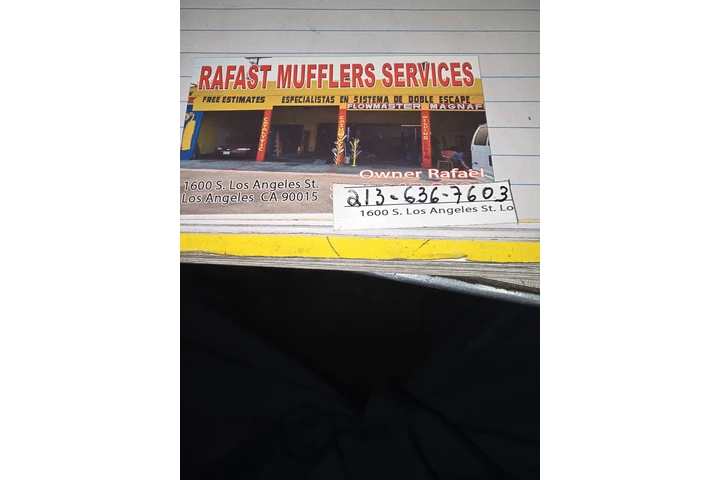 RAFAST MUFFLERS SERVICES
FREE ESTIMATES ESPECIALISTAS EN SISTEMA DE DOBLE ESCAPE
FLOWMASTER MAGNAF
Owner Rafael
1600 S. Los Angeles St.
Los Angeles CA 90015
213-636-7603
1600 S. Los Angeles St. Lo